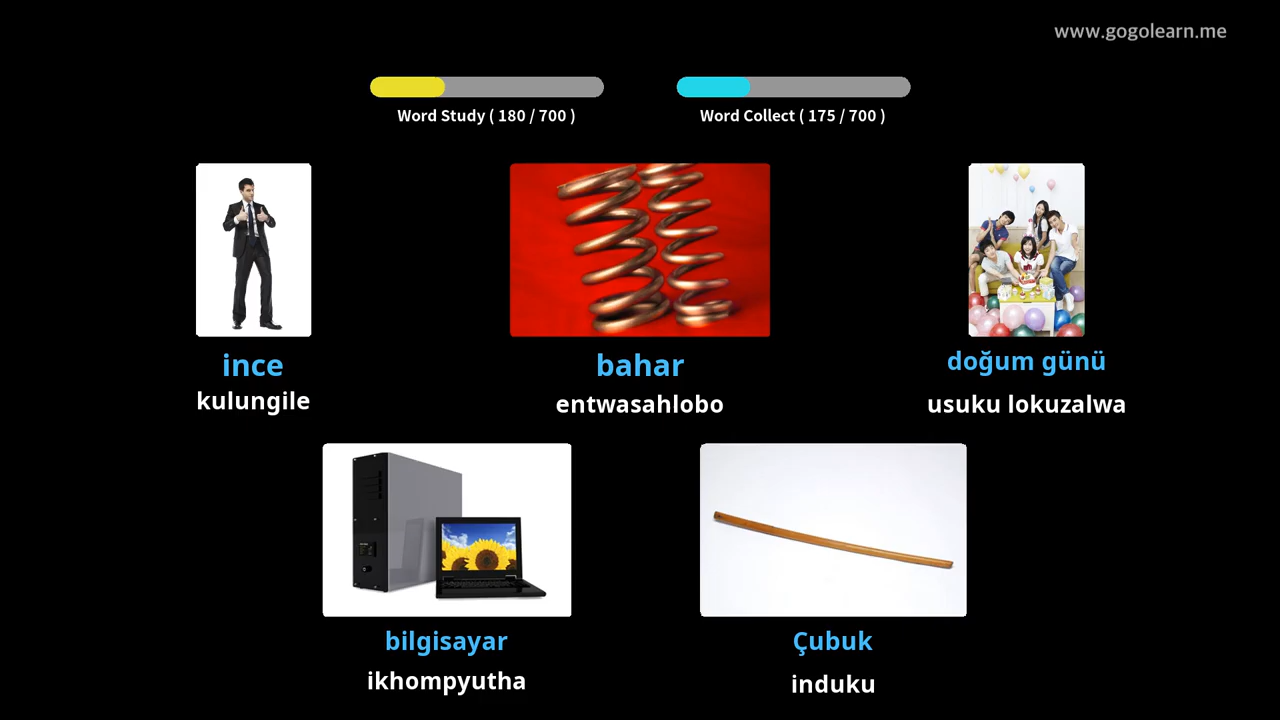 www.gogolearn.me
Word Study ( 180 / 700 )
Word Collect ( 175 / 700 )
ince
kulungile
bahar
entwasahlobo
doğum günü
usuku lokuzalwa
bilgisayar
ikhompyutha
Çubuk
induku